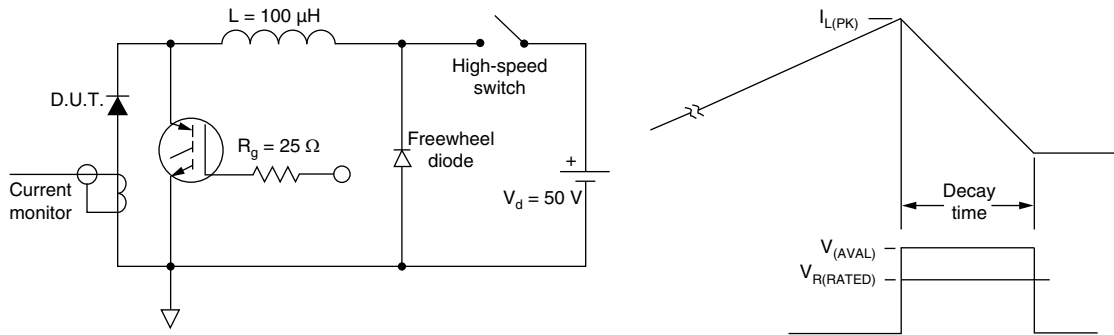 L = 100 μH
D.U.T.
R_g = 25 Ω
Current
monitor
Freewheel
diode
High-speed
switch
+
V_d = 50 V
I_L(PK)
Decay
time
V_(AVAL)
V_R(RATED)